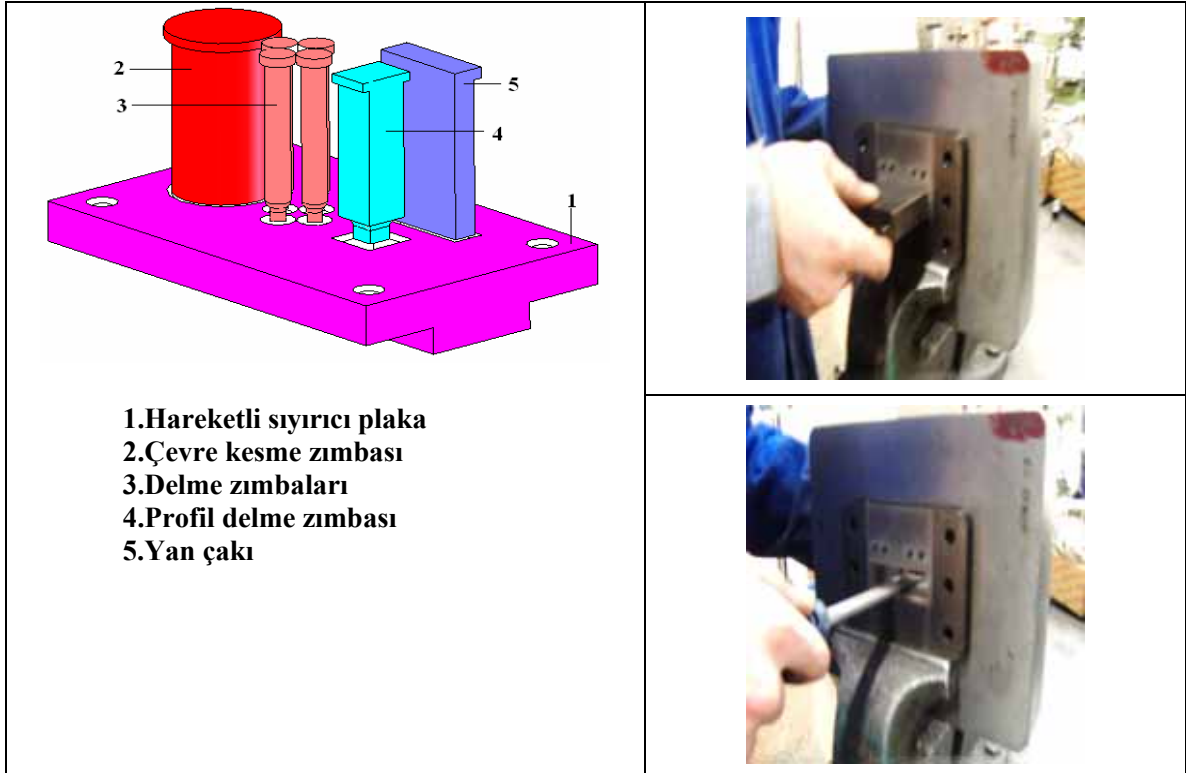 2
3
5
4
1
1.Hareketli sıyırıcı plaka
2.Çevre kesme zımbası
3.Delme zımbaları
4.Profil delme zımbası
5.Yan çakı